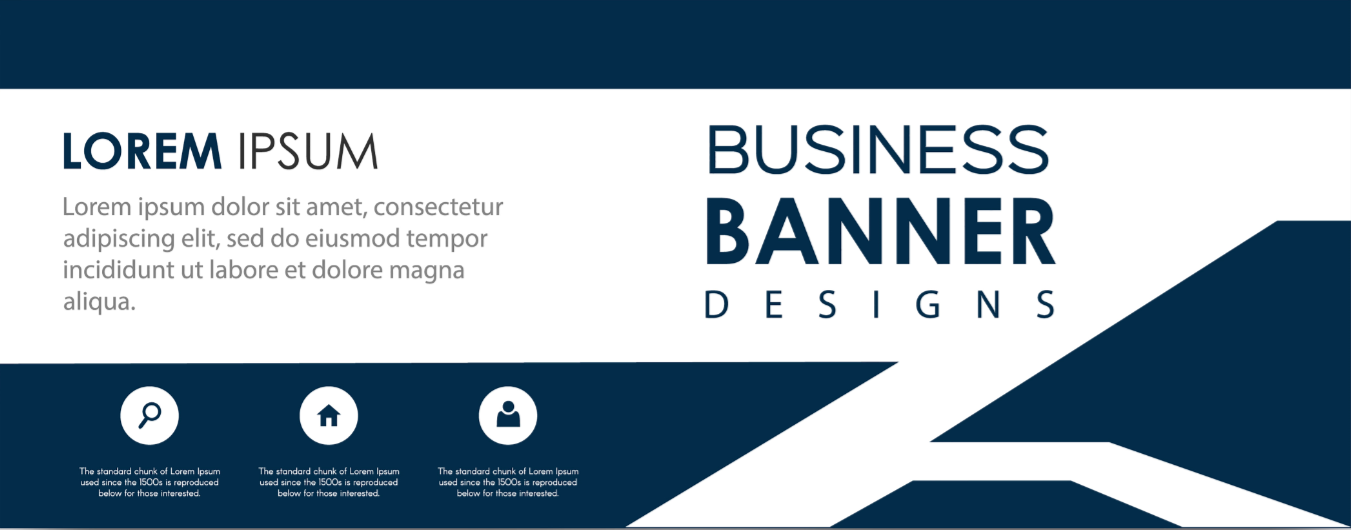 LOREM IPSUM
Lorem ipsum dolor sit amet, consectetur
adipiscing elit, sed do eiusmod tempor
incididunt ut labore et dolore magna
aliqua.
BUSINESS
BANNER
DESIGNS
The standard chunk of Lorem Ipsum
used since the 1500s is reproduced
below for those interested.
The standard chunk of Lorem Ipsum
used since the 1500s is reproduced
below for those interested.
The standard chunk of Lorem Ipsum
used since the 1500s is reproduced
below for those interested.